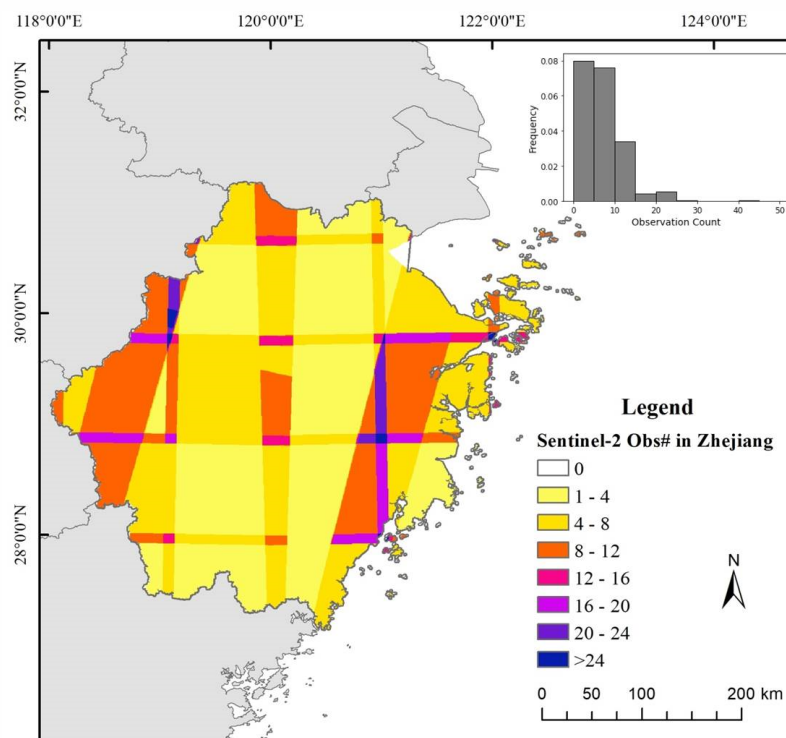 118°0'0"E 120°0'0"E 122°0'0"E 124°0'0"E
32°0'0"N
30°0'0"N
28°0'0"N
0.08
0.06
0.04
0.02
0.00
Frequency
0 10 20 30 40 50
Observation Count
Legend
Sentinel-2 Obs# in Zhejiang
0
1 - 4
4 - 8
8 - 12
12 - 16
16 - 20
20 - 24
>24
N
0 50 100 200 km